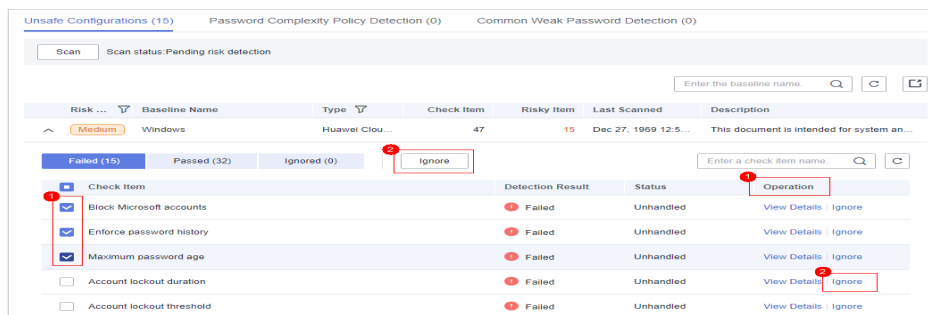 Unsafe Configurations (15) Password Complexity Policy Detection (0) Common Weak Password Detection (0)
Scan Scan status:Pending risk detection
Enter the baseline name.
Risk ... Baseline Name Type Check Item Risky Item Last Scanned Description
Medium Windows Huawei Clou... 47 15 Dec 27, 1969 12:5... This document is intended for system an...
2
Failed (15) Passed (32) Ignored (0) Ignore Enter a check item name.
1
Check Item Detection Result Status Operation
1
Block Microsoft accounts Failed Unhandled View Details Ignore
Enforce password history Failed Unhandled View Details Ignore
Maximum password age Failed Unhandled View Details Ignore
2
Account lockout duration Failed Unhandled View Details Ignore
Account lockout threshold Failed Unhandled View Details Ignore